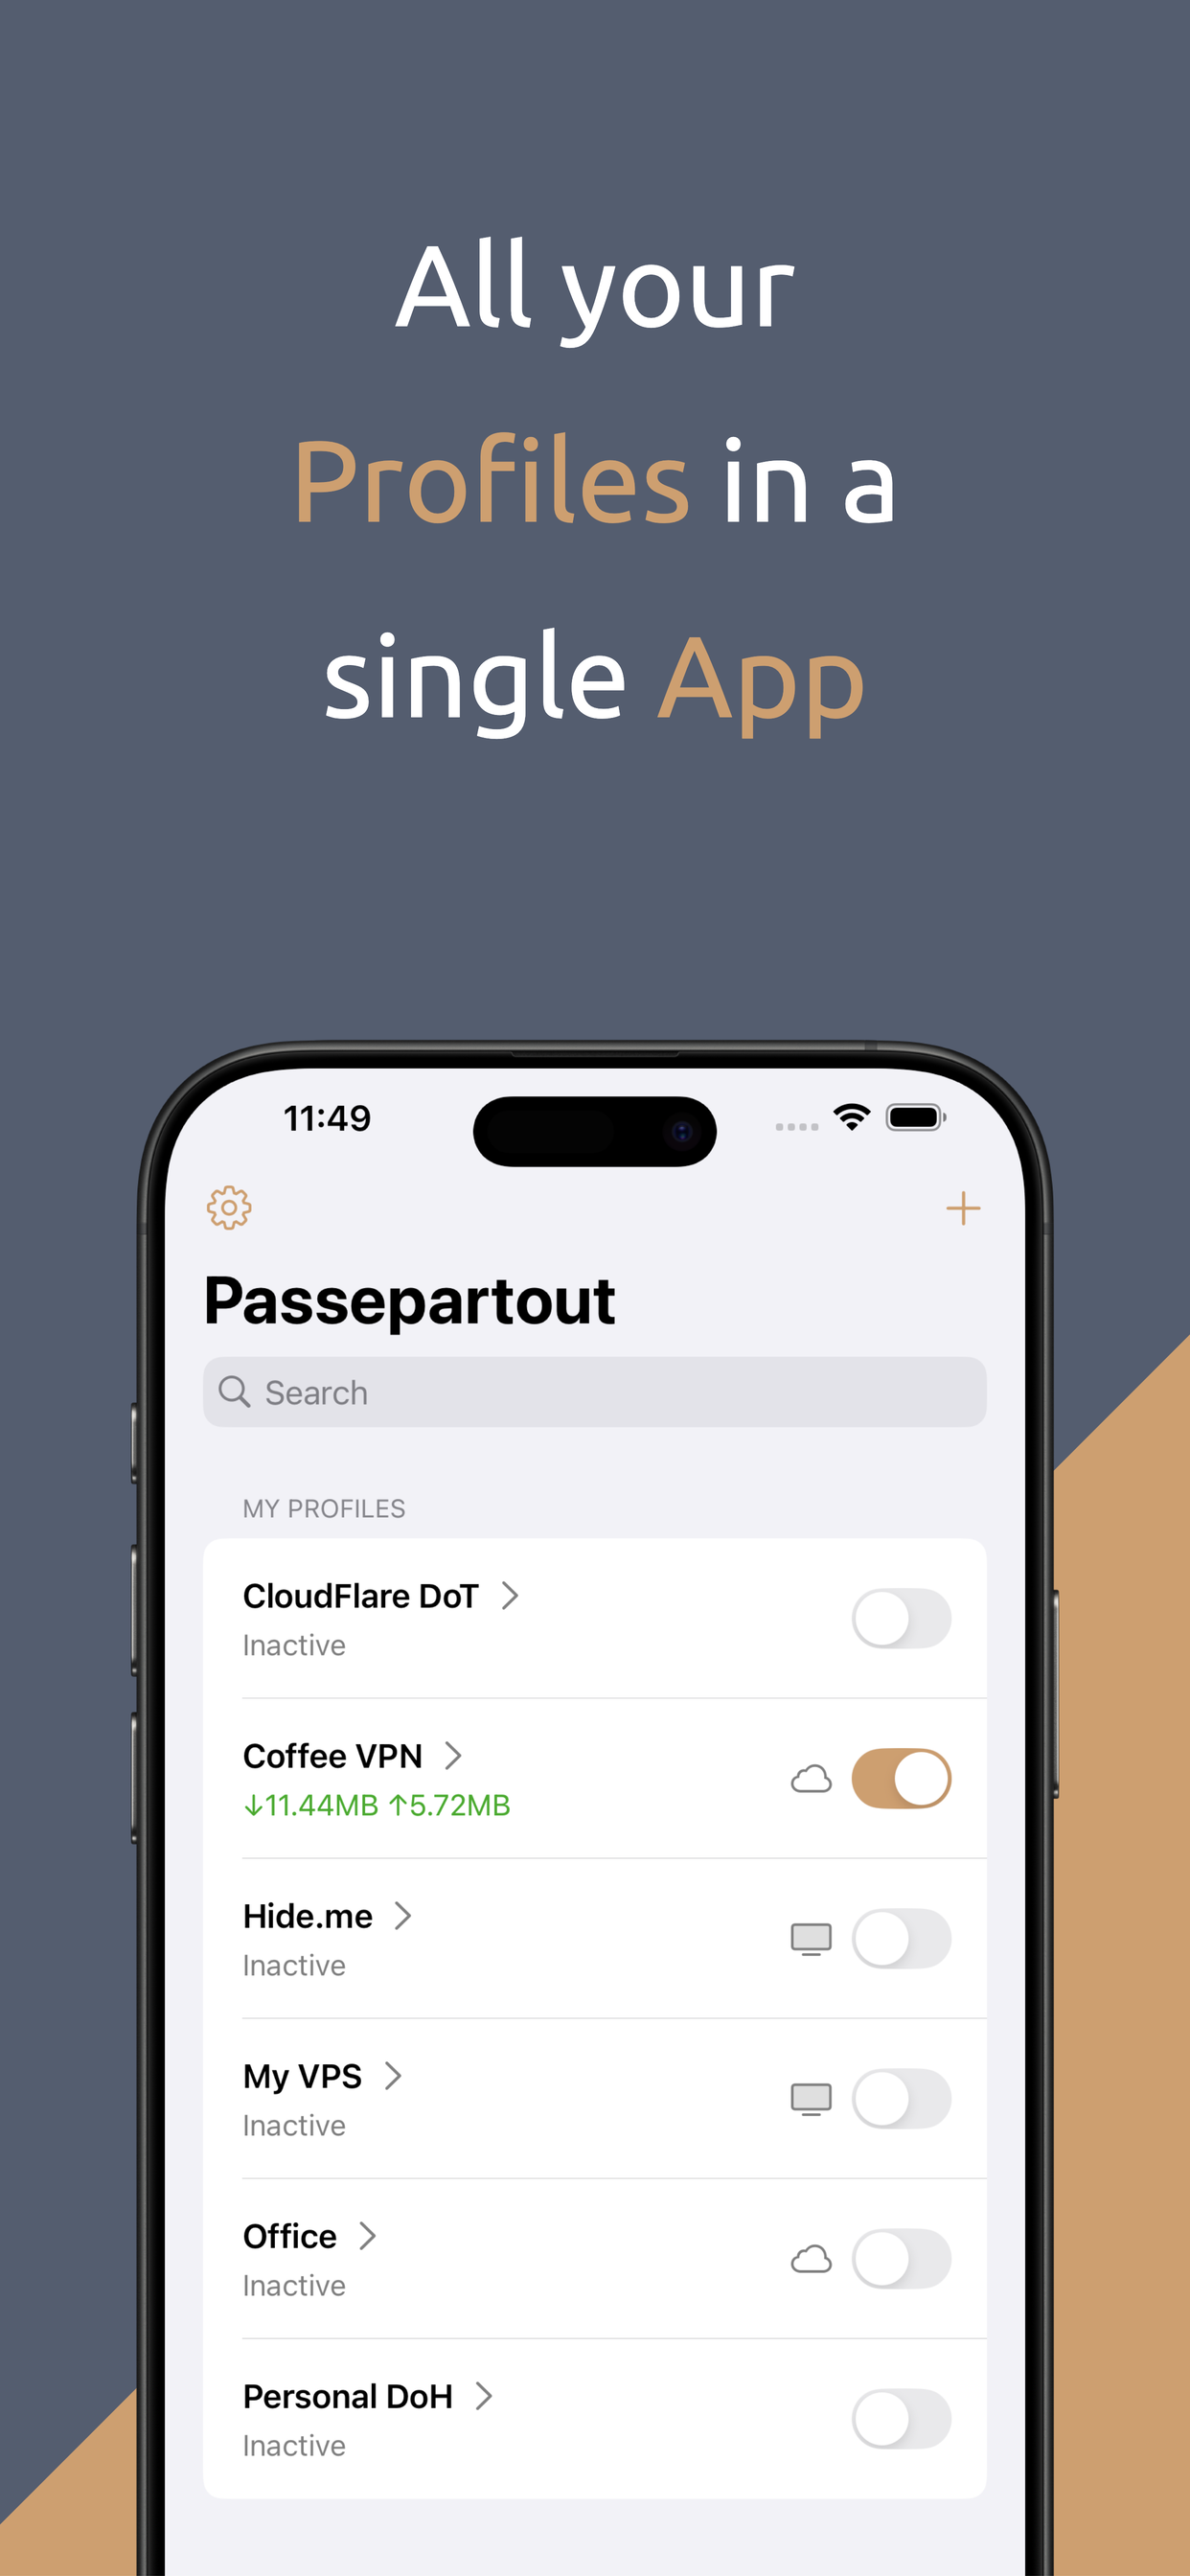 All your
Profiles in a
single App
11:49
Passepartout
Search
MY PROFILES
CloudFlare DoT
Inactive
Coffee VPN
↓11.44MB ↑5.72MB
Hide.me
Inactive
My VPS
Inactive
Office
Inactive
Personal DoH
Inactive